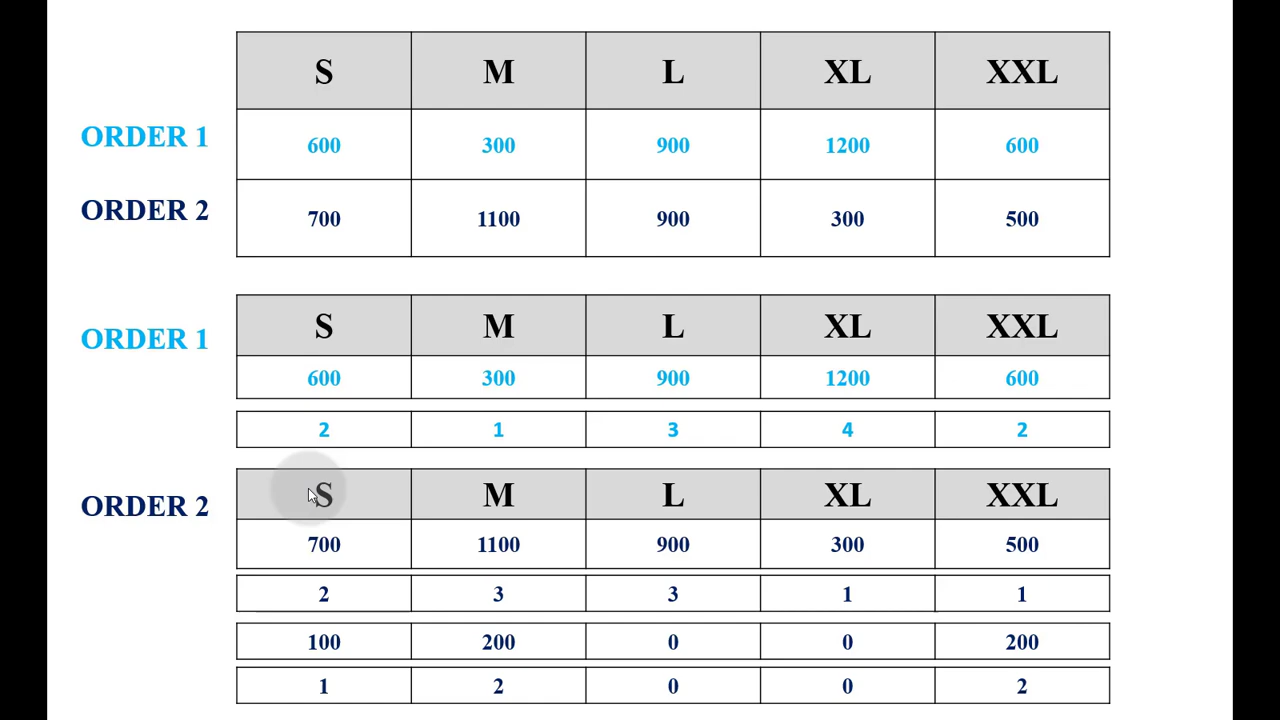 S M L XL XXL
ORDER 1 600 300 900 1200 600
ORDER 2 700 1100 900 300 500
ORDER 1 S M L XL XXL
600 300 900 1200 600
2 1 3 4 2
ORDER 2 S M L XL XXL
700 1100 900 300 500
2 3 3 1 1
100 200 0 0 200
1 2 0 0 2